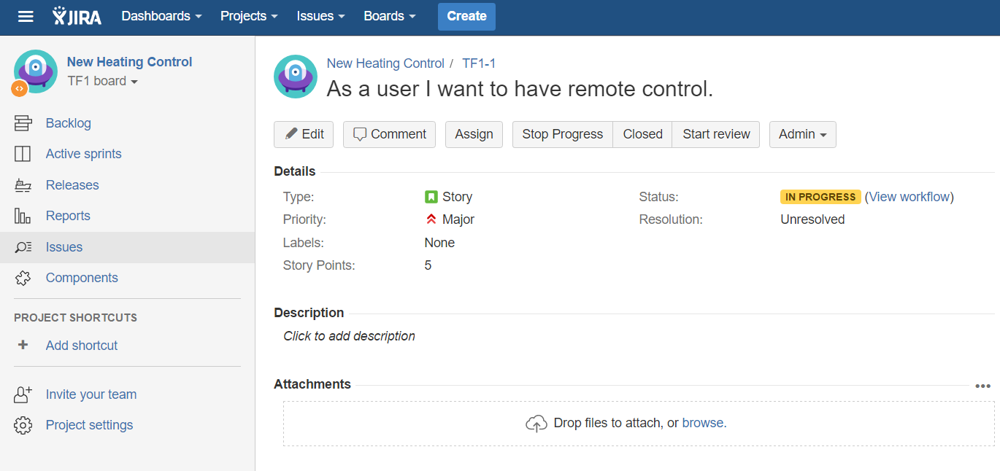 JIRA Dashboards Projects Issues Boards Create
New Heating Control
TF1 board
Backlog
Active sprints
Releases
Reports
Issues
Components
PROJECT SHORTCUTS
+ Add shortcut
Invite your team
Project settings
New Heating Control / TF1-1
As a user I want to have remote control.
Edit Comment Assign Stop Progress Closed Start review Admin
Details
Type: Story Status: IN PROGRESS (View workflow)
Priority: Major Resolution: Unresolved
Labels: None
Story Points: 5
Description
Click to add description
Attachments
Drop files to attach, or browse.